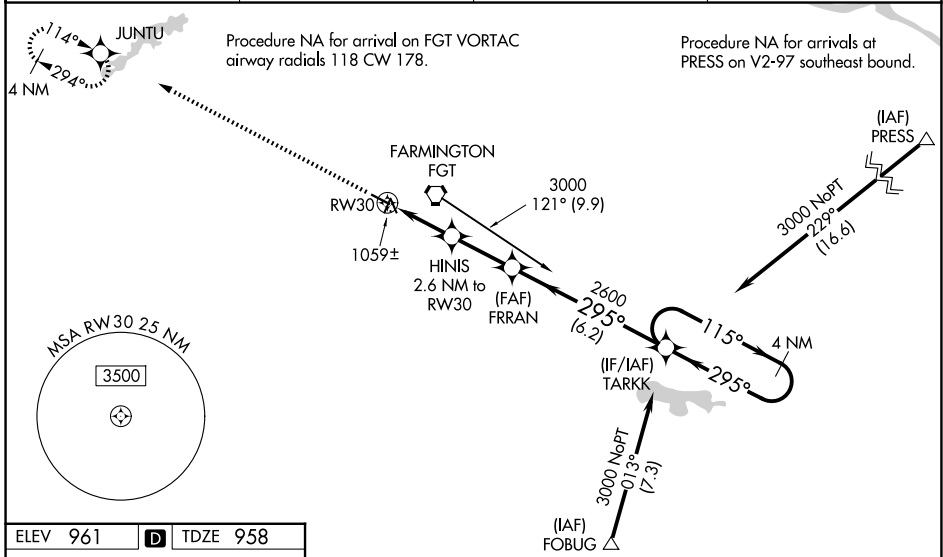 114°
JUNTU
294°
4 NM
Procedure NA for arrival on FGT VORTAC
airway radials 118 CW 178.
Procedure NA for arrivals at
PRESS on V2-97 southeast bound.
(IAF)
PRESS
FARMINGTON
FGT
3000
121° (9.9)
3000 NoPT
229°
(16.6)
RW30
1059±
HINIS
2.6 NM to
RW30
(FAF)
FRRAN
2600
295°
(6.2)
115°
4 NM
295°
(IF/IAF)
TARKK
MSA RW30 25 NM
3500
3000 NoPT
013°
(7.3)
(IAF)
FOBUG
ELEV 961 D TDZE 958